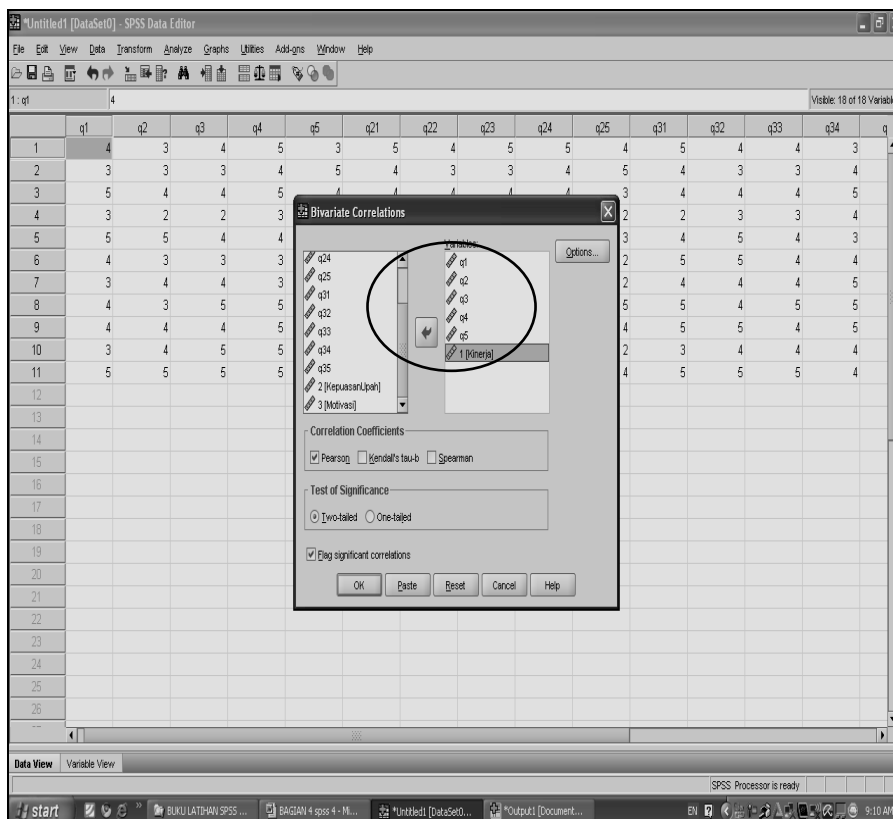 *Untitled1 [DataSet0] - SPSS Data Editor
File Edit View Data Transform Analyze Graphs Utilities Add-ons Window Help
1 : q1 4 Visible: 18 of 18 Variabl
q1 q2 q3 q4 q5 q21 q22 q23 q24 q25 q31 q32 q33 q34 q
1 4 3 4 5 3 5 4 5 5 4 5 4 4 3
2 3 3 3 4 5 4 3 3 4 5 4 3 3 4
3 5 4 4 5 4 4 4 4 4 3 4 4 4 5
4 3 2 2 3 2 2 3 3 4
5 5 5 4 4 3 4 5 4 3
6 4 3 3 3 2 5 5 4 4
7 3 4 4 3 2 4 4 4 5
8 4 3 5 5 5 5 4 5 5
9 4 4 4 5 4 5 5 4 5
10 3 4 5 5 2 3 4 4 4
11 5 5 5 5 4 5 5 5 4
12
13
14
15
16
17
18
19
20
21
22
23
24
25
26
Bivariate Correlations
Variables:
Options...
q24
q25
q31
q32
q33
q34
q35
2 [KepuasanUpah]
3 [Motivasi]
q1
q2
q3
q4
q5
1 [Kinerja]
Correlation Coefficients
Pearson Kendall's tau-b Spearman
Test of Significance
Two-tailed One-tailed
Flag significant correlations
OK Paste Reset Cancel Help
Data View Variable View
SPSS Processor is ready
start BUKU LATIHAN SPSS ... BAGIAN 4 spss 4 - Mi... *Untitled1 [DataSet0... *Output1 [Document... EN 9:10 AM